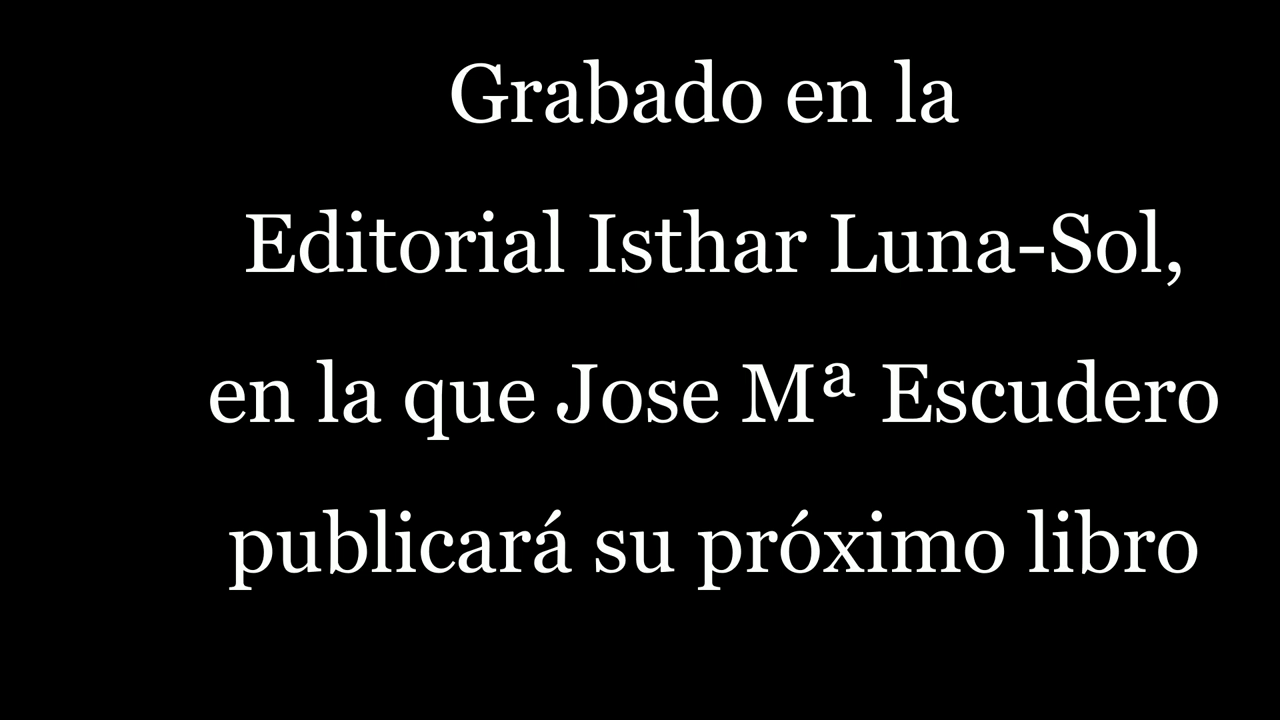 Grabado en la
Editorial Isthar Luna-Sol,
en la que Jose Mª Escudero
publicará su próximo libro